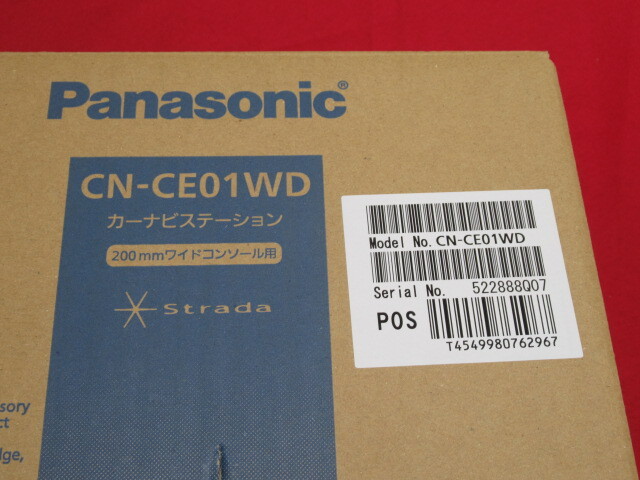 Panasonic®
CN-CE01WD
カーナビステーション
200mmワイドコンソール用
Strada
Model No. CN-CE01WD
Serial No. 522888Q07
POS
T4549980762967
sory
ct
dge,